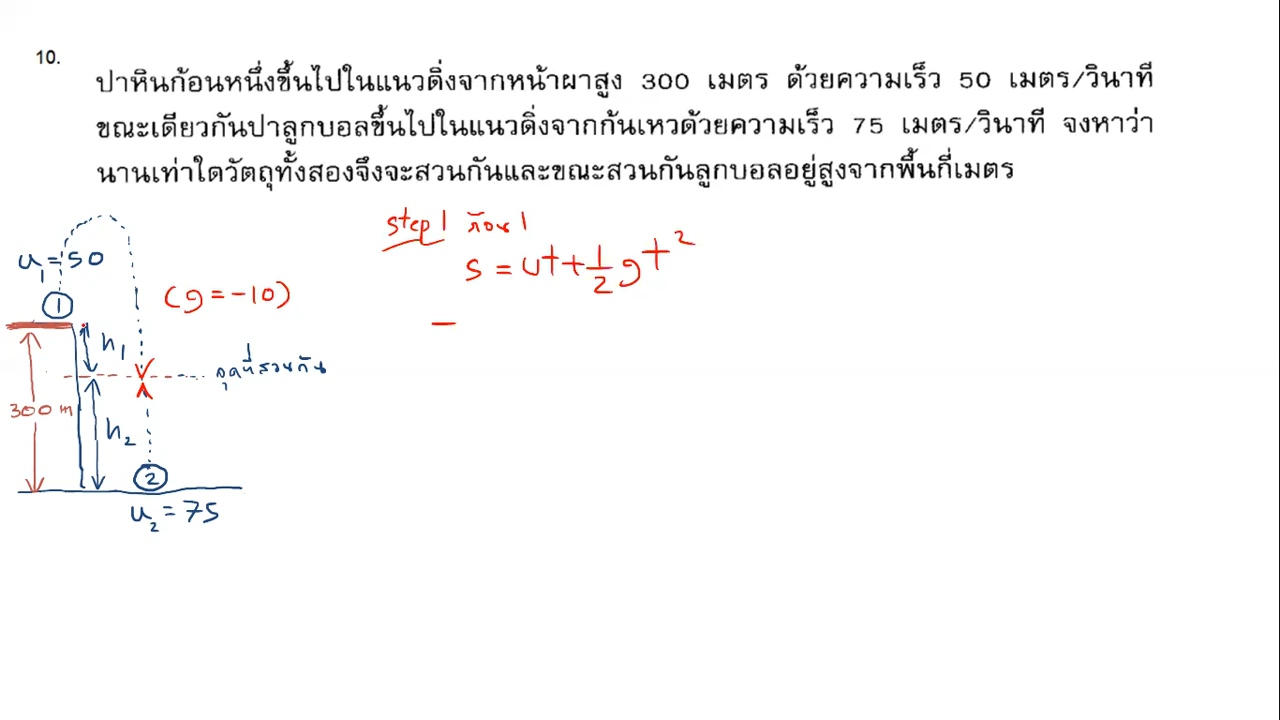 10.
ปาหินก้อนหนึ่งขึ้นไปในแนวดิ่งจากหน้าผาสูง 300 เมตร ด้วยความเร็ว 50 เมตร/วินาที
ขณะเดียวกันปาลูกบอลขึ้นไปในแนวดิ่งจากก้นเหวด้วยความเร็ว 75 เมตร/วินาที จงหาว่า
นานเท่าใดวัตถุทั้งสองจึงจะสวนกันและขณะสวนกันลูกบอลอยู่สูงจากพื้นกี่เมตร
step 1 ก้อน 1
s = ut + 1/2 gt²
–
u₁ = 50
(g = -10)
1
h₁
จุดที่สวนกัน
300 m
h₂
2
u₂ = 75